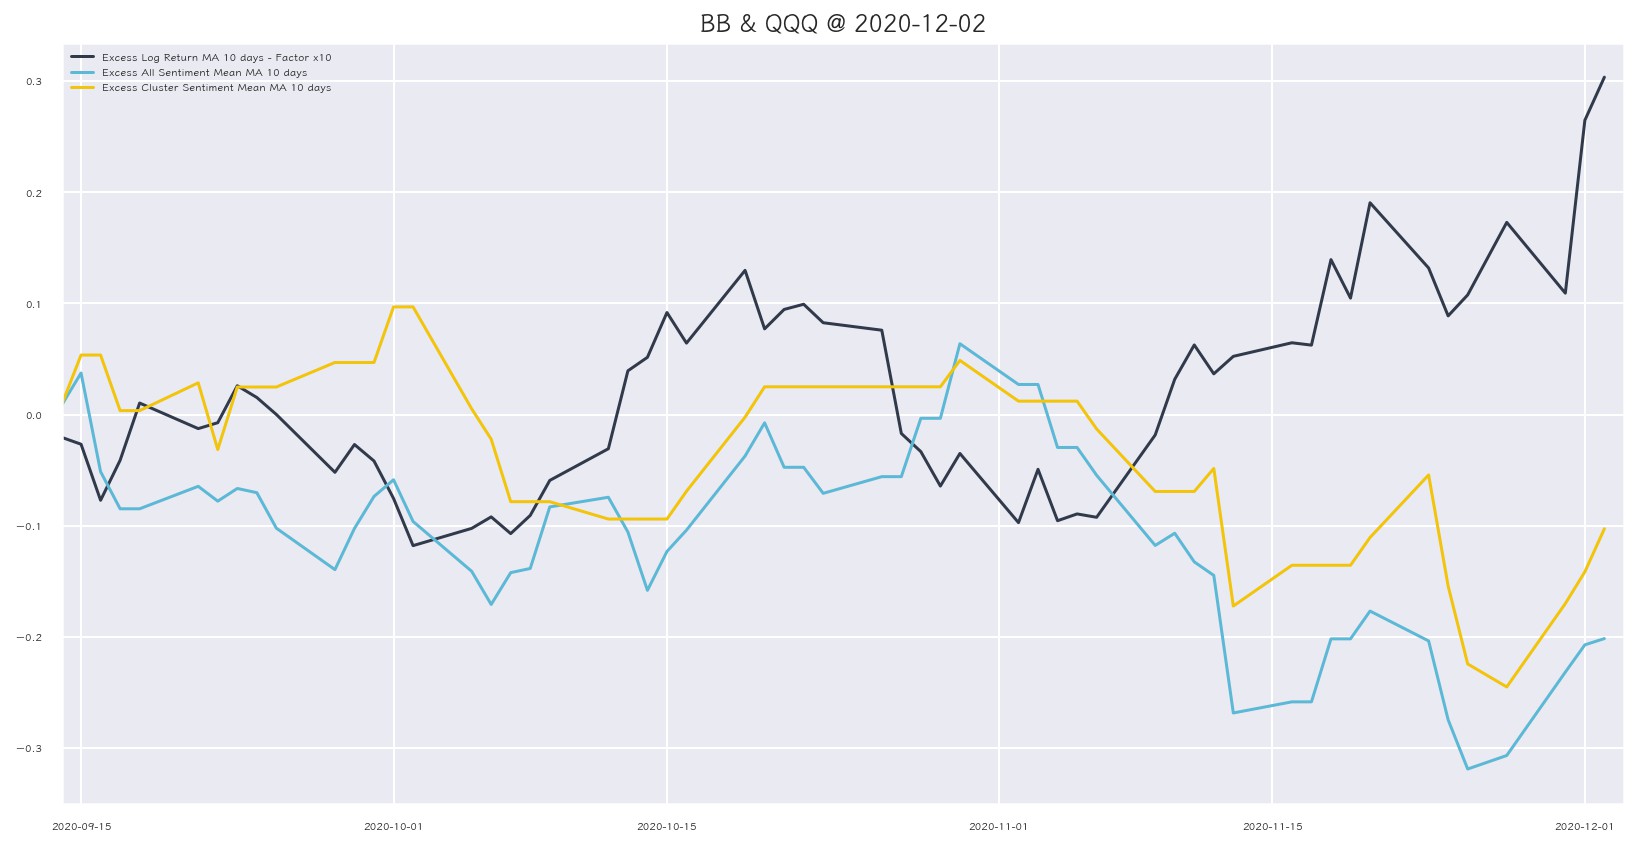 BB & QQQ @ 2020-12-02
Excess Log Return MA 10 days - Factor x10
Excess All Sentiment Mean MA 10 days
Excess Cluster Sentiment Mean MA 10 days
0.3
0.2
0.1
0.0
−0.1
−0.2
−0.3
2020-09-15 2020-10-01 2020-10-15 2020-11-01 2020-11-15 2020-12-01